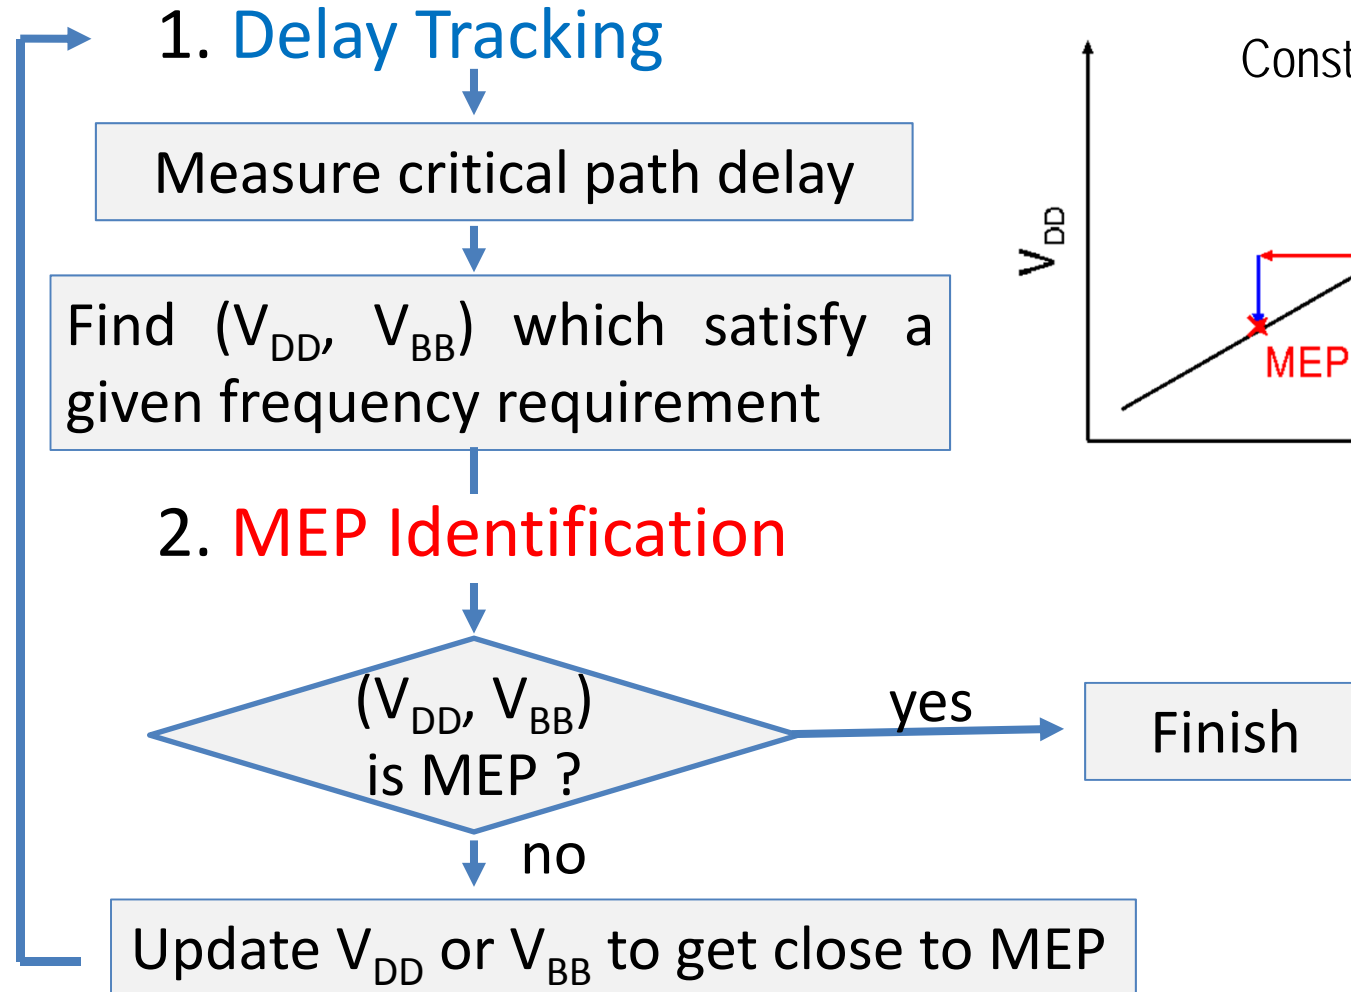 1. Delay Tracking
Measure critical path delay
Find (VDD, VBB) which satisfy a
given frequency requirement
2. MEP Identification
(VDD, VBB)
is MEP ?
yes
Finish
no
Update VDD or VBB to get close to MEP
Const
VDD
MEP